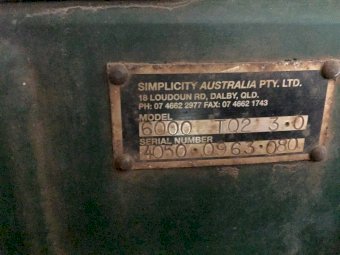 SIMPLICITY AUSTRALIA PTY. LTD.
18 LOUDOUN RD, DALBY, QLD.
PH: 07 4662 2977 FAX: 07 4662 1743
MODEL
6000 TO2 3.0
SERIAL NUMBER
4050.0963.080